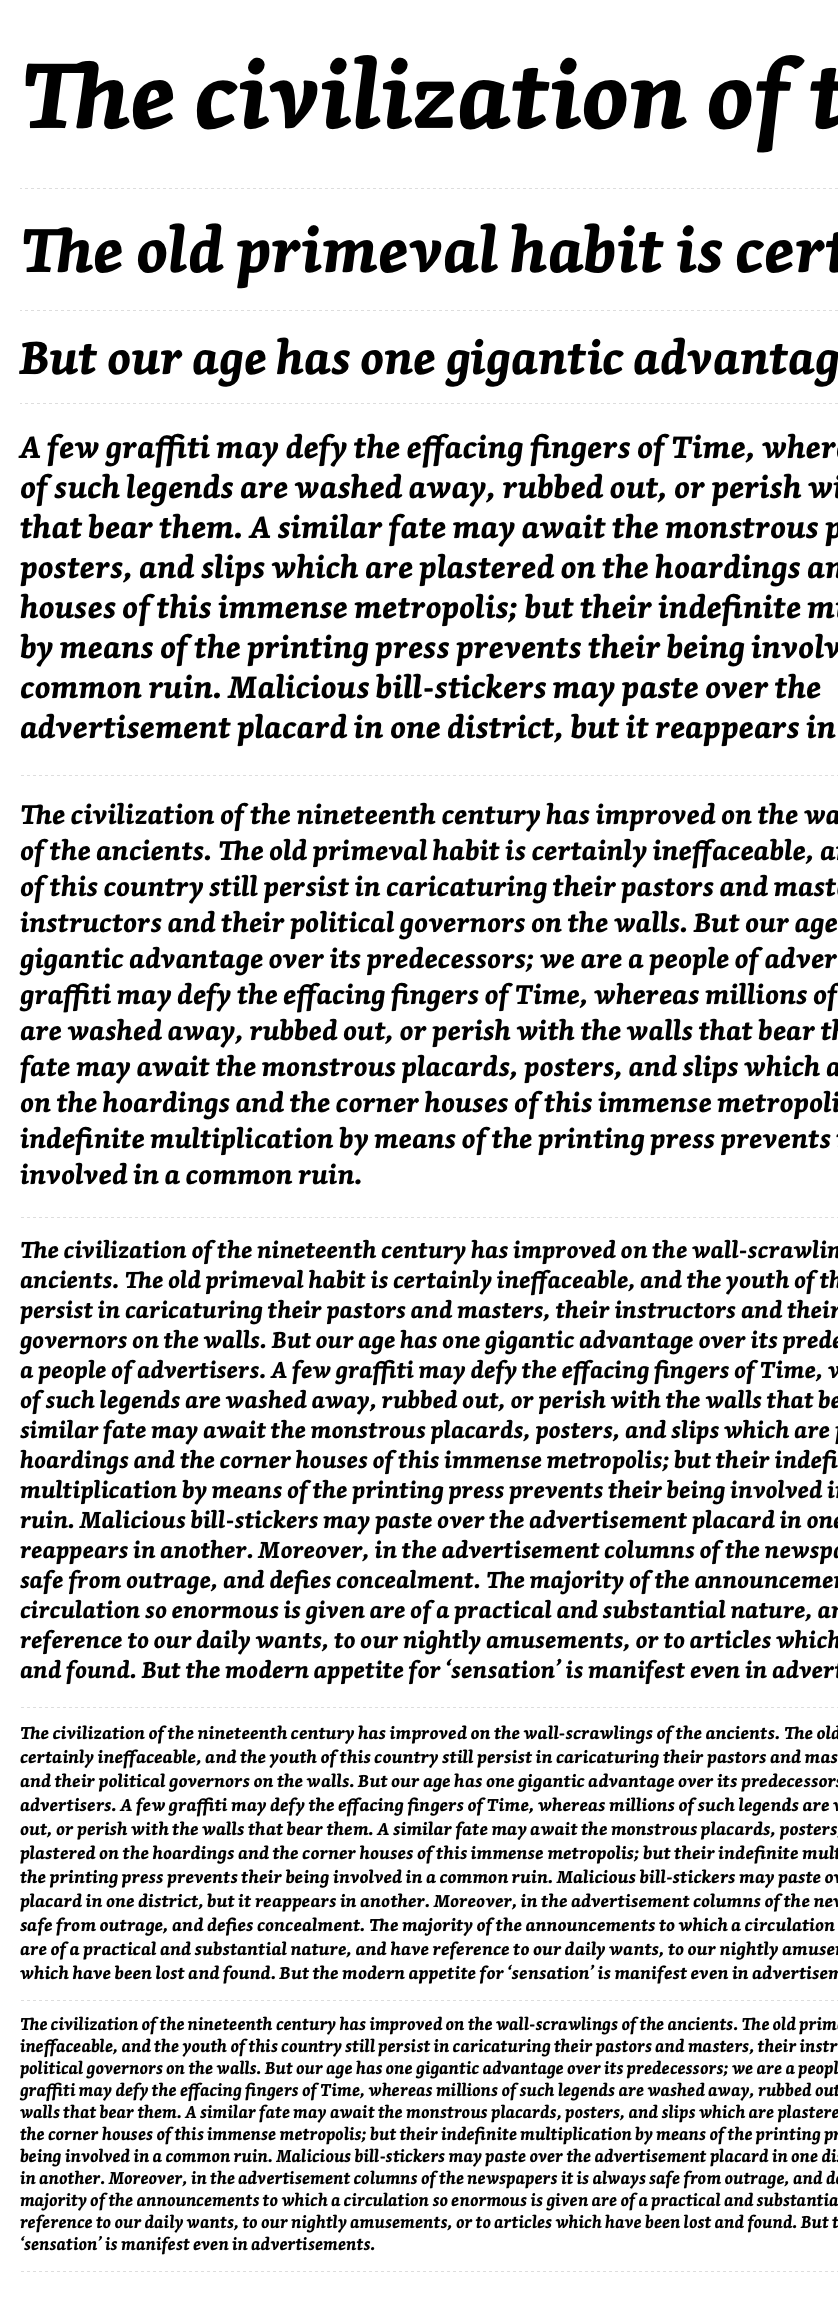 The civilization of t
The old primeval habit is cert
But our age has one gigantic advantag
A few graffiti may defy the effacing fingers of Time, wher
of such legends are washed away, rubbed out, or perish wi
that bear them. A similar fate may await the monstrous p
posters, and slips which are plastered on the hoardings an
houses of this immense metropolis; but their indefinite mu
by means of the printing press prevents their being involv
common ruin. Malicious bill-stickers may paste over the
advertisement placard in one district, but it reappears in
The civilization of the nineteenth century has improved on the wa
of the ancients. The old primeval habit is certainly ineffaceable, a
of this country still persist in caricaturing their pastors and mast
instructors and their political governors on the walls. But our age
gigantic advantage over its predecessors; we are a people of adver
graffiti may defy the effacing fingers of Time, whereas millions of
are washed away, rubbed out, or perish with the walls that bear th
fate may await the monstrous placards, posters, and slips which a
on the hoardings and the corner houses of this immense metropoli
indefinite multiplication by means of the printing press prevents
involved in a common ruin.
The civilization of the nineteenth century has improved on the wall-scrawlin
ancients. The old primeval habit is certainly ineffaceable, and the youth of th
persist in caricaturing their pastors and masters, their instructors and their
governors on the walls. But our age has one gigantic advantage over its prede
a people of advertisers. A few graffiti may defy the effacing fingers of Time, w
of such legends are washed away, rubbed out, or perish with the walls that be
similar fate may await the monstrous placards, posters, and slips which are p
hoardings and the corner houses of this immense metropolis; but their indefi
multiplication by means of the printing press prevents their being involved i
ruin. Malicious bill-stickers may paste over the advertisement placard in one
reappears in another. Moreover, in the advertisement columns of the newspa
safe from outrage, and defies concealment. The majority of the announcemen
circulation so enormous is given are of a practical and substantial nature, an
reference to our daily wants, to our nightly amusements, or to articles which
and found. But the modern appetite for ‘sensation’ is manifest even in advert
The civilization of the nineteenth century has improved on the wall-scrawlings of the ancients. The old
certainly ineffaceable, and the youth of this country still persist in caricaturing their pastors and mas
and their political governors on the walls. But our age has one gigantic advantage over its predecessors
advertisers. A few graffiti may defy the effacing fingers of Time, whereas millions of such legends are w
out, or perish with the walls that bear them. A similar fate may await the monstrous placards, posters,
plastered on the hoardings and the corner houses of this immense metropolis; but their indefinite mult
the printing press prevents their being involved in a common ruin. Malicious bill-stickers may paste ov
placard in one district, but it reappears in another. Moreover, in the advertisement columns of the new
safe from outrage, and defies concealment. The majority of the announcements to which a circulation
are of a practical and substantial nature, and have reference to our daily wants, to our nightly amusem
which have been lost and found. But the modern appetite for ‘sensation’ is manifest even in advertisem
The civilization of the nineteenth century has improved on the wall-scrawlings of the ancients. The old prim
ineffaceable, and the youth of this country still persist in caricaturing their pastors and masters, their instr
political governors on the walls. But our age has one gigantic advantage over its predecessors; we are a peopl
graffiti may defy the effacing fingers of Time, whereas millions of such legends are washed away, rubbed out
walls that bear them. A similar fate may await the monstrous placards, posters, and slips which are plastere
the corner houses of this immense metropolis; but their indefinite multiplication by means of the printing pr
being involved in a common ruin. Malicious bill-stickers may paste over the advertisement placard in one dis
in another. Moreover, in the advertisement columns of the newspapers it is always safe from outrage, and de
majority of the announcements to which a circulation so enormous is given are of a practical and substantia
reference to our daily wants, to our nightly amusements, or to articles which have been lost and found. But t
‘sensation’ is manifest even in advertisements.